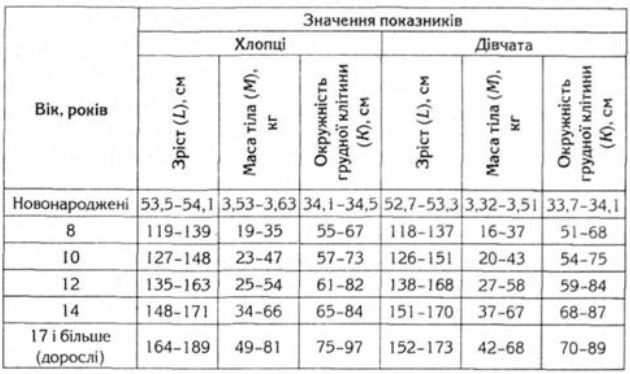 Вік, років
Значення показників
Хлопці
Дівчата
Зріст (L), см
Маса тіла (М), кг
Окружність грудної клітини (К), см
Зріст (L), см
Маса тіла (М), кг
Окружність грудної клітини (К), см
Новонароджені 53,5–54,1 3,53–3,63 34,1–34,5 52,7–53,3 3,32–3,51 33,7–34,1
8 119–139 19–35 55–67 118–137 16–37 51–68
10 127–148 23–47 57–73 126–151 20–43 54–75
12 135–163 25–54 61–82 138–168 27–58 59–84
14 148–171 34–66 65–84 151–170 37–67 68–87
17 і більше
(дорослі) 164–189 49–81 75–97 152–173 42–68 70–89